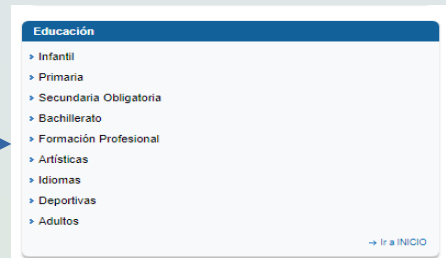 Educación
Infantil
Primaria
Secundaria Obligatoria
Bachillerato
Formación Profesional
Artísticas
Idiomas
Deportivas
Adultos
→ Ir a INICIO